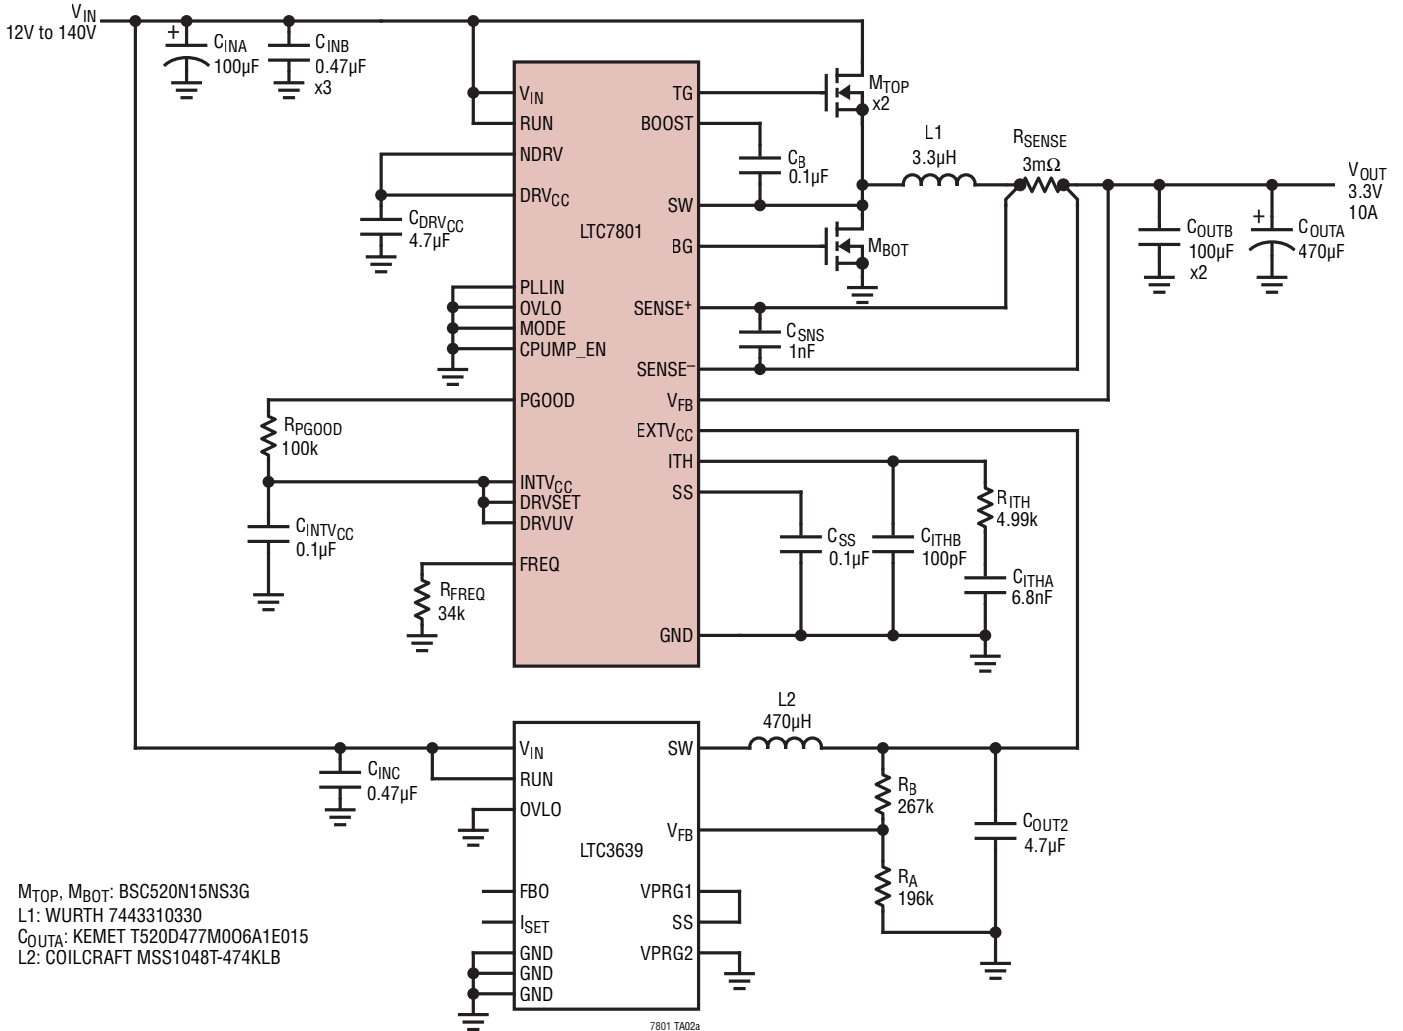 VIN
12V to 140V
CINA
100µF
CINB
0.47µF
x3
+
VIN
RUN
NDRV
DRVCC
CDRVCC
4.7µF
PLLIN
OVLO
MODE
CPUMP_EN
PGOOD
RPGOOD
100k
INTVCC
DRVSET
DRVUV
CINTVCC
0.1µF
FREQ
RFREQ
34k
LTC7801
TG
BOOST
SW
BG
SENSE+
SENSE–
VFB
EXTVCC
ITH
SS
GND
MTOP
x2
CB
0.1µF
MBOT
L1
3.3µH
RSENSE
3mΩ
VOUT
3.3V
10A
COUTB
100µF
x2
+
COUTA
470µF
CSNS
1nF
RITH
4.99k
CSS
0.1µF
CITHB
100pF
CITHA
6.8nF
CINC
0.47µF
VIN
RUN
OVLO
FBO
ISET
GND
GND
GND
LTC3639
SW
VFB
VPRG1
SS
VPRG2
L2
470µH
RB
267k
RA
196k
COUT2
4.7µF
MTOP, MBOT: BSC520N15NS3G
L1: WURTH 7443310330
COUTA: KEMET T520D477M006A1E015
L2: COILCRAFT MSS1048T-474KLB
7801 TA02a